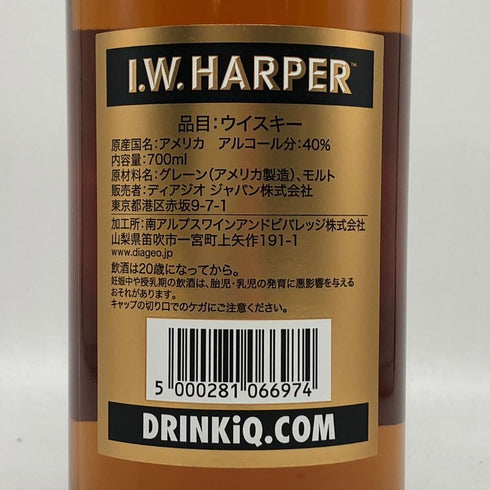 I.W. HARPER™
品目:ウイスキー
原産国名:アメリカ アルコール分:40%
内容量:700ml
原材料名:グレーン(アメリカ製造)、モルト
販売者:ディアジオ ジャパン株式会社
東京都港区赤坂9-7-1
加工所:南アルプスワインアンドビバレッジ株式会社
山梨県笛吹市一宮町上矢作191-1
www.diageo.jp
飲酒は20歳になってから。
妊娠中や授乳期の飲酒は、胎児・乳児の発育に悪影響を与える
おそれがあります。
キャップの切り口でのケガにご注意ください。
5 000281 066974
DRINKiQ.COM